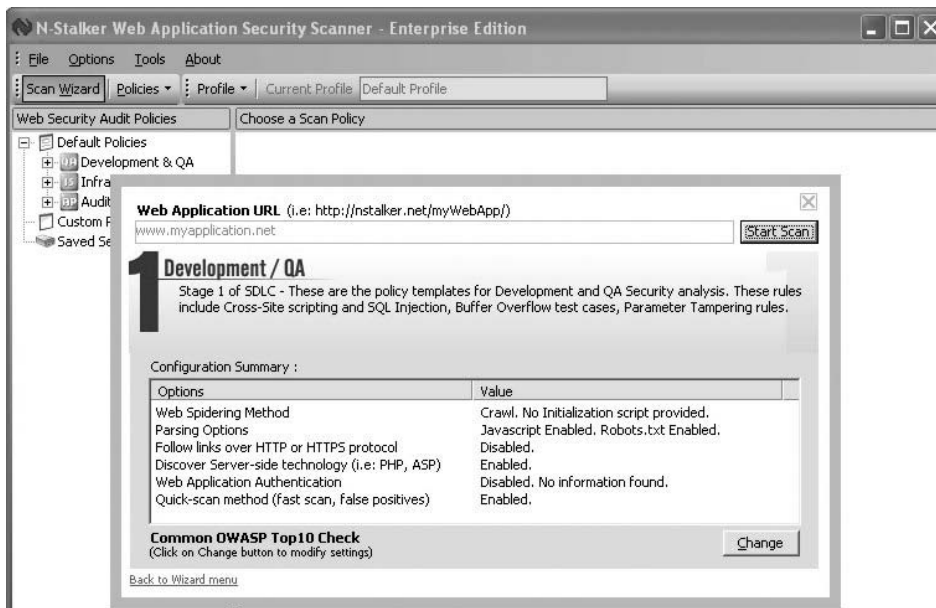 N-Stalker Web Application Security Scanner - Enterprise Edition
File Options Tools About
Scan Wizard Policies Profile Current Profile Default Profile
Web Security Audit Policies Choose a Scan Policy
Default Policies
Development & QA
Infra
Audit
Custom P
Saved Se
Web Application URL (i.e: http://nstalker.net/myWebApp/)
www.myapplication.net Start Scan
1 Development / QA
Stage 1 of SDLC - These are the policy templates for Development and QA Security analysis. These rules
include Cross-Site scripting and SQL Injection, Buffer Overflow test cases, Parameter Tampering rules.
Configuration Summary :
Options Value
Web Spidering Method Crawl. No Initialization script provided.
Parsing Options Javascript Enabled. Robots.txt Enabled.
Follow links over HTTP or HTTPS protocol Disabled.
Discover Server-side technology (i.e: PHP, ASP) Enabled.
Web Application Authentication Disabled. No information found.
Quick-scan method (fast scan, false positives) Enabled.
Common OWASP Top10 Check
(Click on Change button to modify settings) Change
Back to Wizard menu